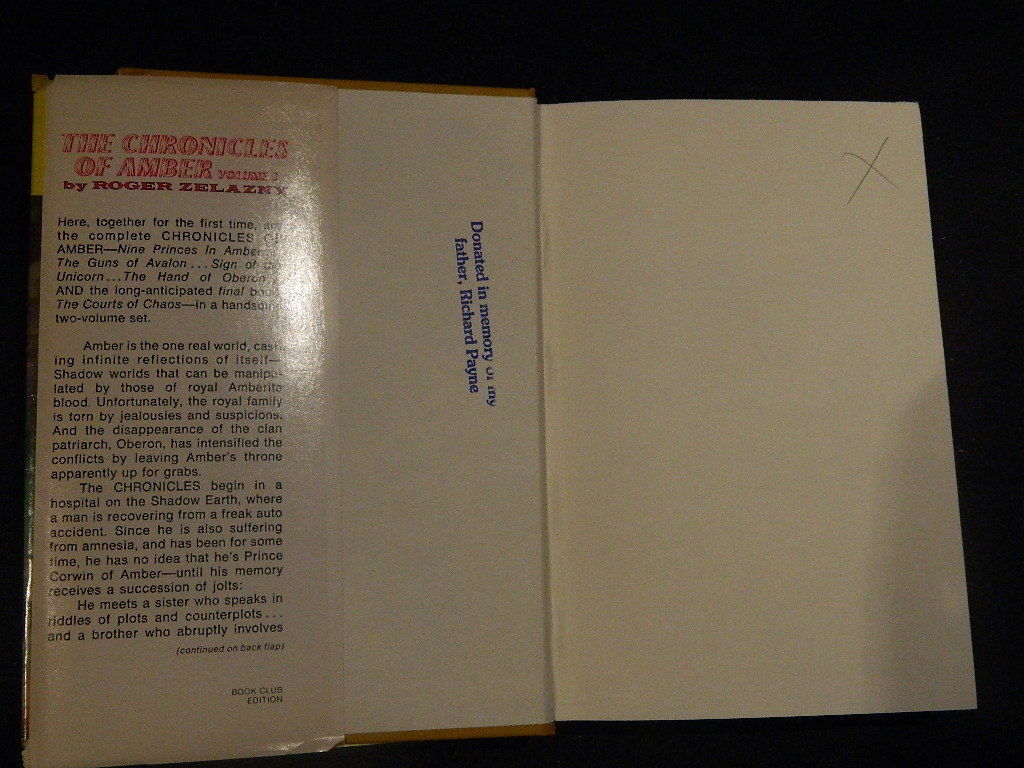 THE CHRONICLES
OF AMBER VOLUME
by ROGER ZELAZNY
Here, together for the first time,
the complete CHRONICLES
AMBER—Nine Princes In Amber
The Guns of Avalon...Sign of
Unicorn...The Hand of Oberon
AND the long-anticipated final
The Courts of Chaos—in a handsome
two-volume set.
Amber is the one real world, cast-
ing infinite reflections of itself—
Shadow worlds that can be manipu-
lated by those of royal Amberite
blood. Unfortunately, the royal family
is torn by jealousies and suspicions.
And the disappearance of the clan
patriarch, Oberon, has intensified the
conflicts by leaving Amber's throne
apparently up for grabs.
The CHRONICLES begin in a
hospital on the Shadow Earth, where
a man is recovering from a freak auto
accident. Since he is also suffering
from amnesia, and has been for some
time, he has no idea that he's Prince
Corwin of Amber—until his memory
receives a succession of jolts:
He meets a sister who speaks in
riddles of plots and counterplots...
and a brother who abruptly involves
(continued on back flap)
BOOK CLUB
EDITION
Donated in memory of my
father, Richard Payne
X